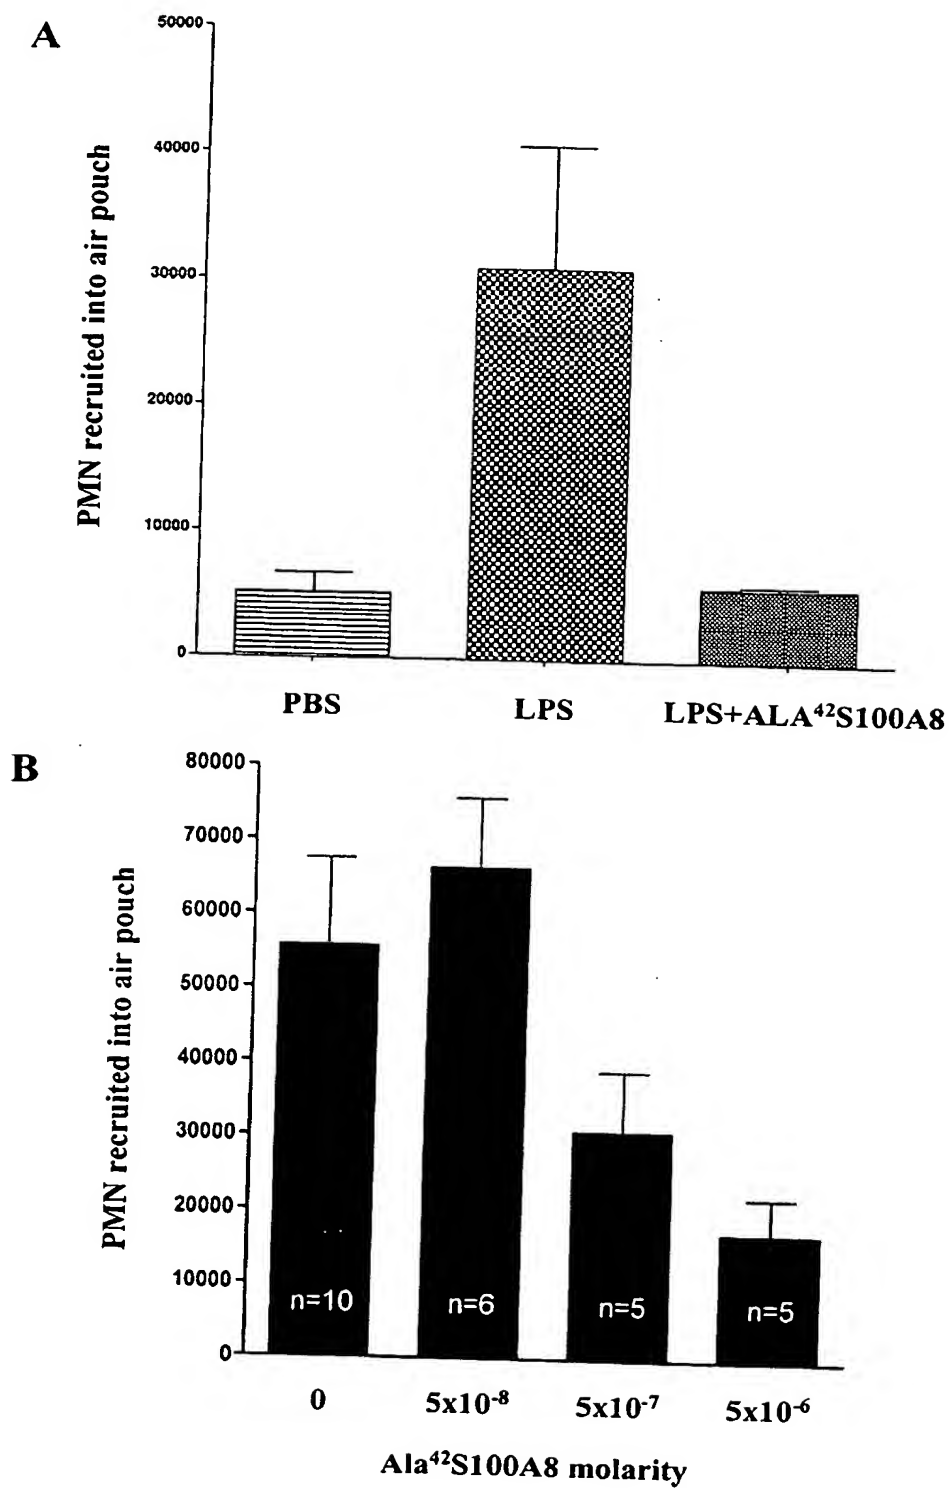 A
PMN recruited into air pouch
50000
40000
30000
20000
10000
0
PBS
LPS
LPS+ALA⁴²S100A8
B
PMN recruited into air pouch
80000
70000
60000
50000
40000
30000
20000
10000
0
n=10
n=6
n=5
n=5
0
5x10⁻⁸
5x10⁻⁷
5x10⁻⁶
Ala⁴²S100A8 molarity